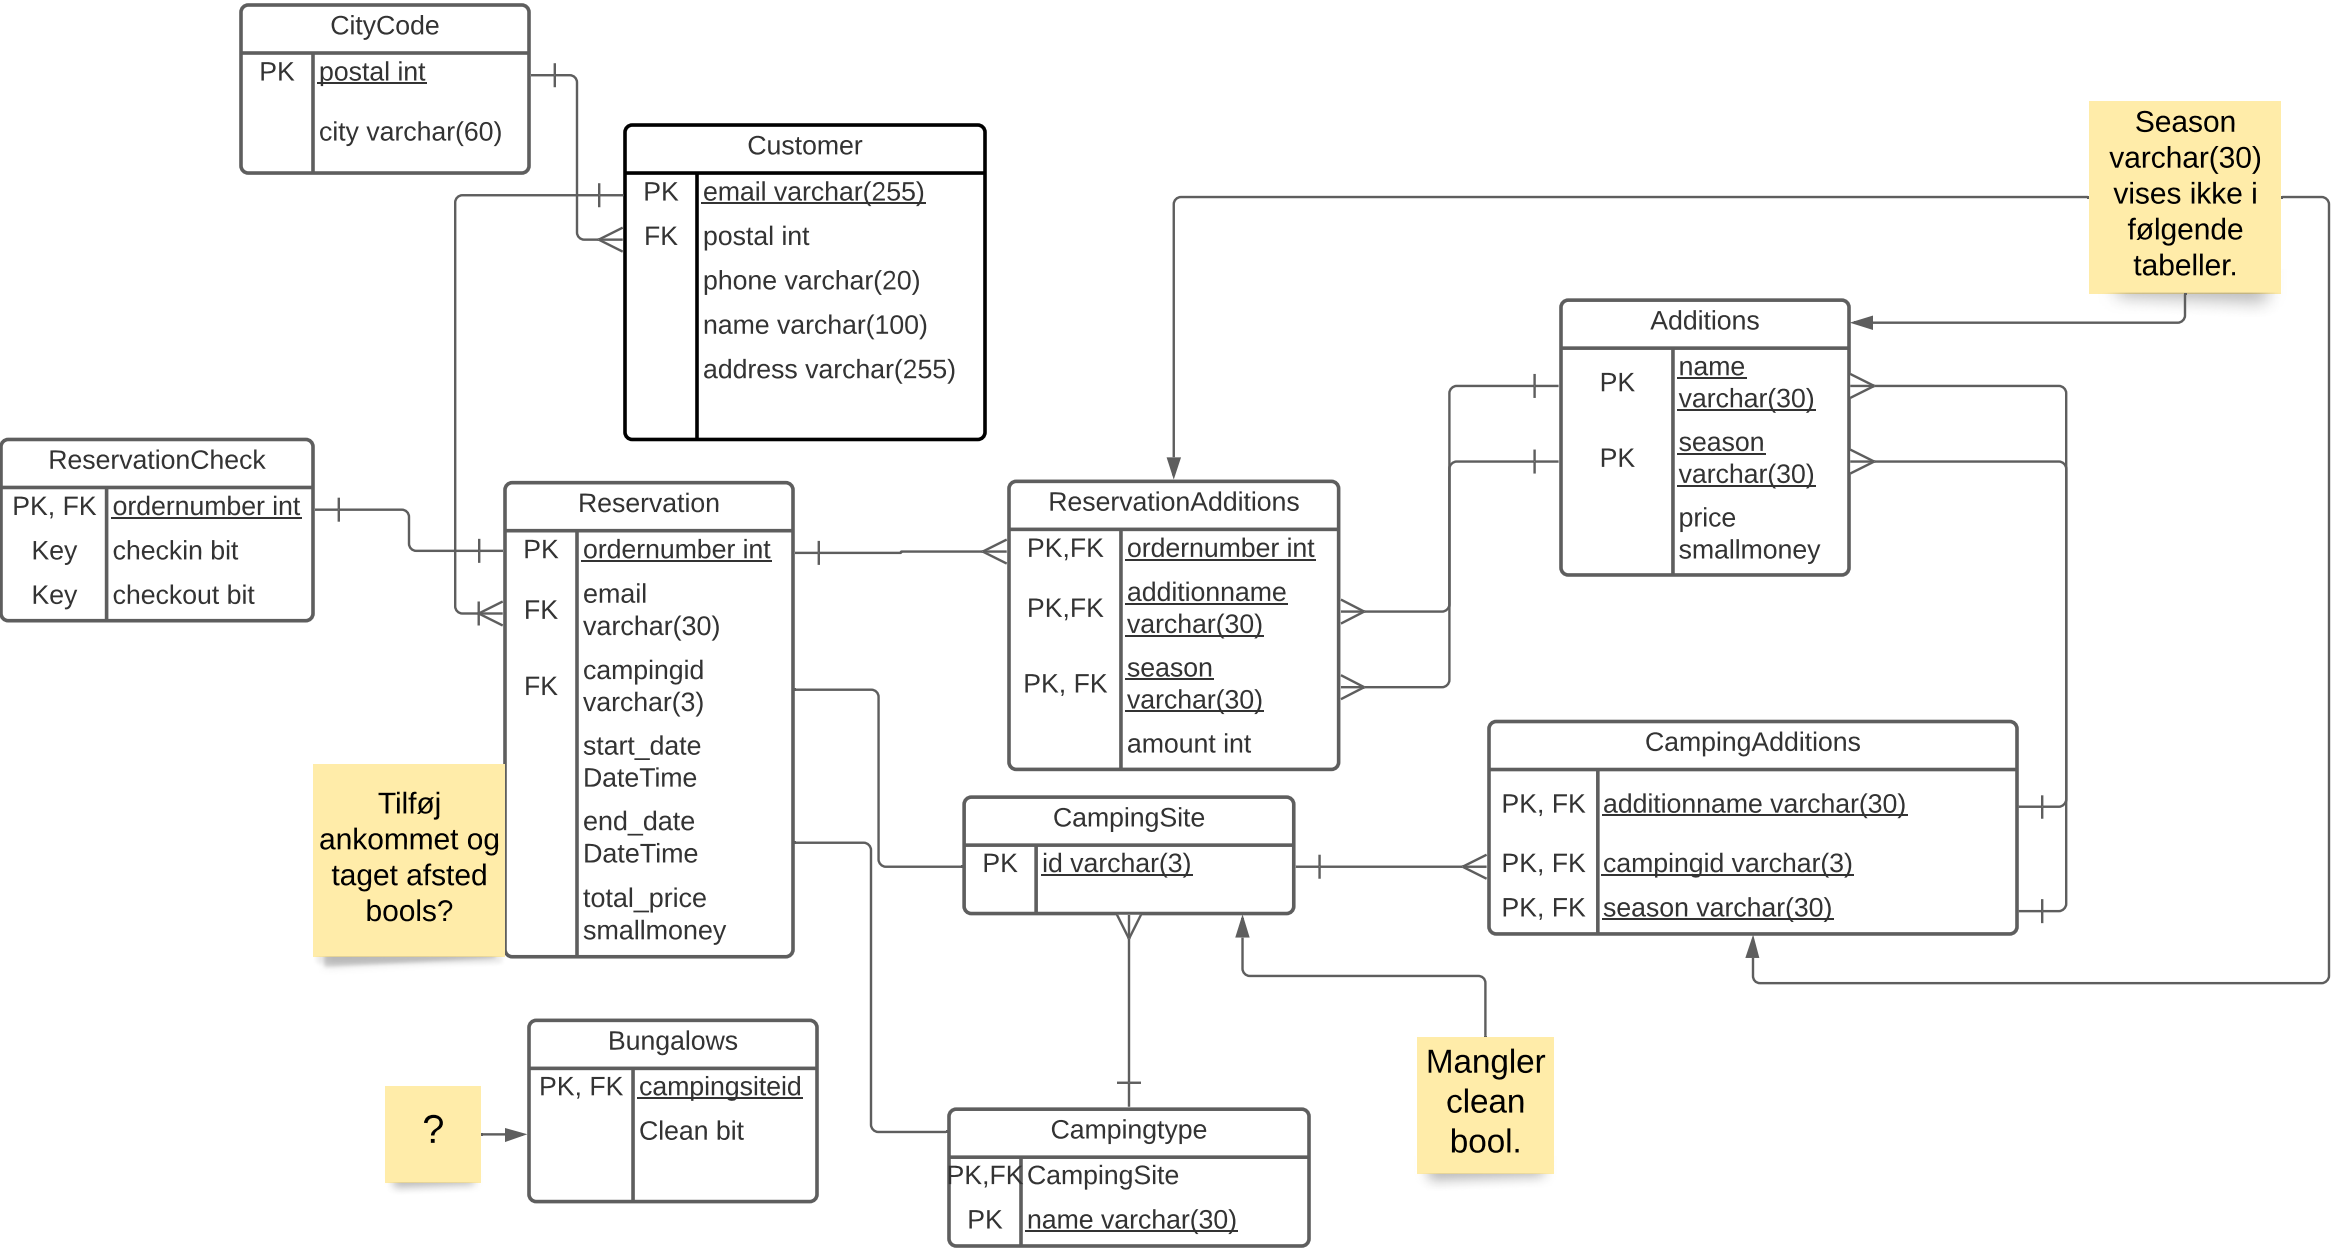 CityCode
PK postal int
city varchar(60)
Customer
PK email varchar(255)
FK postal int
phone varchar(20)
name varchar(100)
address varchar(255)
Season
varchar(30)
vises ikke i
følgende
tabeller.
Additions
PK name
varchar(30)
PK season
varchar(30)
price
smallmoney
ReservationCheck
PK, FK ordernumber int
Key checkin bit
Key checkout bit
Reservation
PK ordernumber int
FK email
varchar(30)
FK campingid
varchar(3)
start_date
DateTime
end_date
DateTime
total_price
smallmoney
ReservationAdditions
PK,FK ordernumber int
PK,FK additionname
varchar(30)
PK, FK season
varchar(30)
amount int
Tilføj
ankommet og
taget afsted
bools?
CampingSite
PK id varchar(3)
CampingAdditions
PK, FK additionname varchar(30)
PK, FK campingid varchar(3)
PK, FK season varchar(30)
Bungalows
PK, FK campingsiteid
Clean bit
?
Campingtype
PK,FK CampingSite
PK name varchar(30)
Mangler
clean
bool.